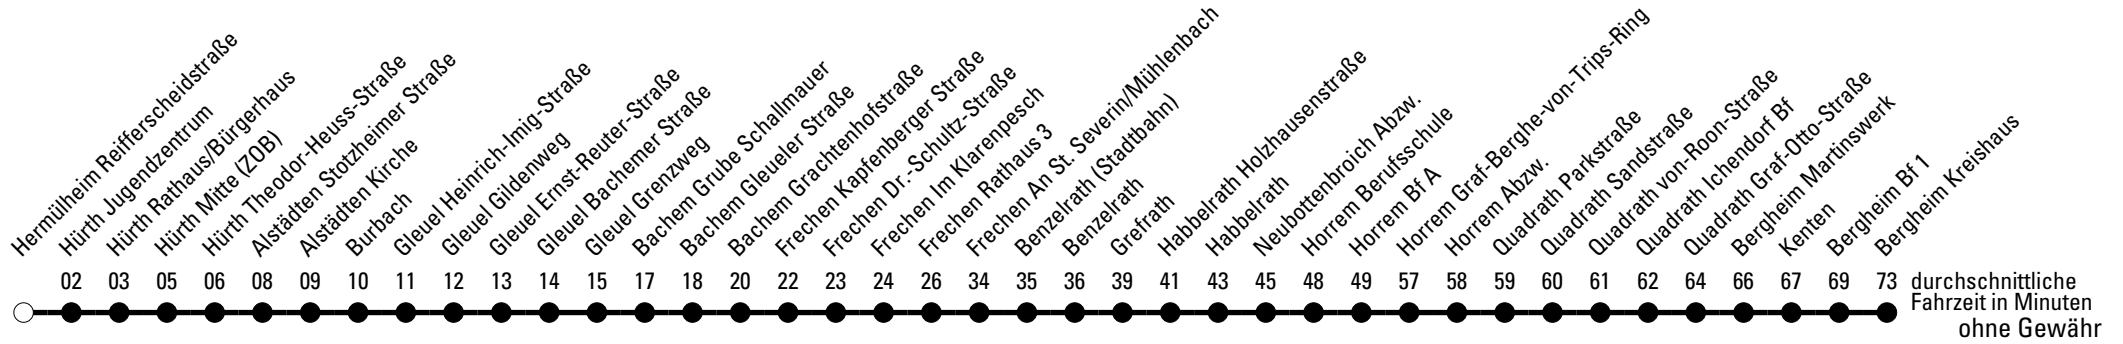 Hermülheim Reifferscheidstraße
Hürth Jugendzentrum
Hürth Rathaus/Bürgerhaus
Hürth Mitte (ZOB)
Hürth Theodor-Heuss-Straße
Alstädten Stotzheimer Straße
Alstädten Kirche
Burbach
Gleuel Heinrich-Imig-Straße
Gleuel Gildenweg
Gleuel Ernst-Reuter-Straße
Gleuel Bachemer Straße
Gleuel Grenzweg
Bachem Grube Schallmauer
Bachem Gleueler Straße
Bachem Grachtenhofstraße
Frechen Kapfenberger Straße
Frechen Dr.-Schultz-Straße
Frechen Im Klarenpesch
Frechen Rathaus 3
Frechen An St. Severin/Mühlenbach
Benzelrath (Stadtbahn)
Benzelrath
Grefrath
Habbelrath Holzhausenstraße
Habbelrath
Neubottenbroich Abzw.
Horrem Berufsschule
Horrem Bf A
Horrem Graf-Berghe-von-Trips-Ring
Horrem Abzw.
Quadrath Parkstraße
Quadrath Sandstraße
Quadrath von-Roon-Straße
Quadrath Ichendorf Bf
Quadrath Graf-Otto-Straße
Bergheim Martinswerk
Kenten
Bergheim Bf 1
Bergheim Kreishaus
02 03 05 06 08 09 10 11 12 13 14 15 17 18 20 22 23 24 26 34 35 36 39 41 43 45 48 49 57 58 59 60 61 62 64 66 67 69 73 durchschnittliche
Fahrzeit in Minuten
ohne Gewähr